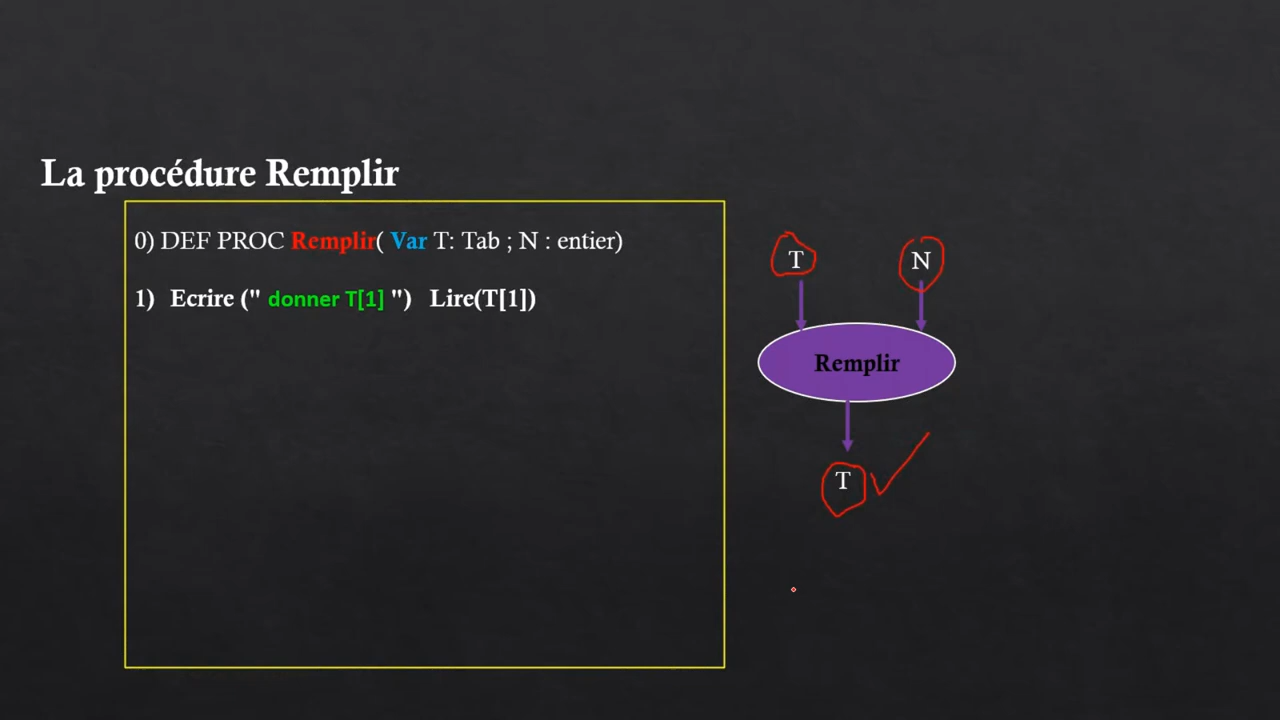 La procédure Remplir
0) DEF PROC Remplir( Var T: Tab ; N : entier)
1) Ecrire (" donner T[1] ") Lire(T[1])
T N
Remplir
T